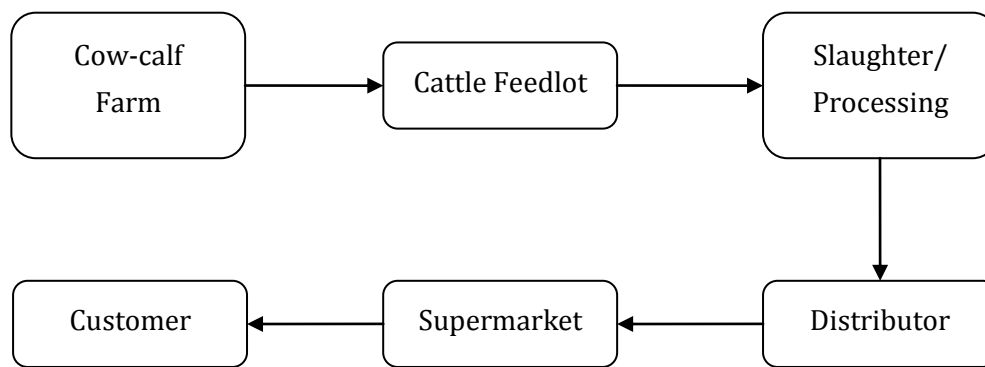 Cow-calf
Farm
Cattle Feedlot
Slaughter/
Processing
Customer
Supermarket
Distributor